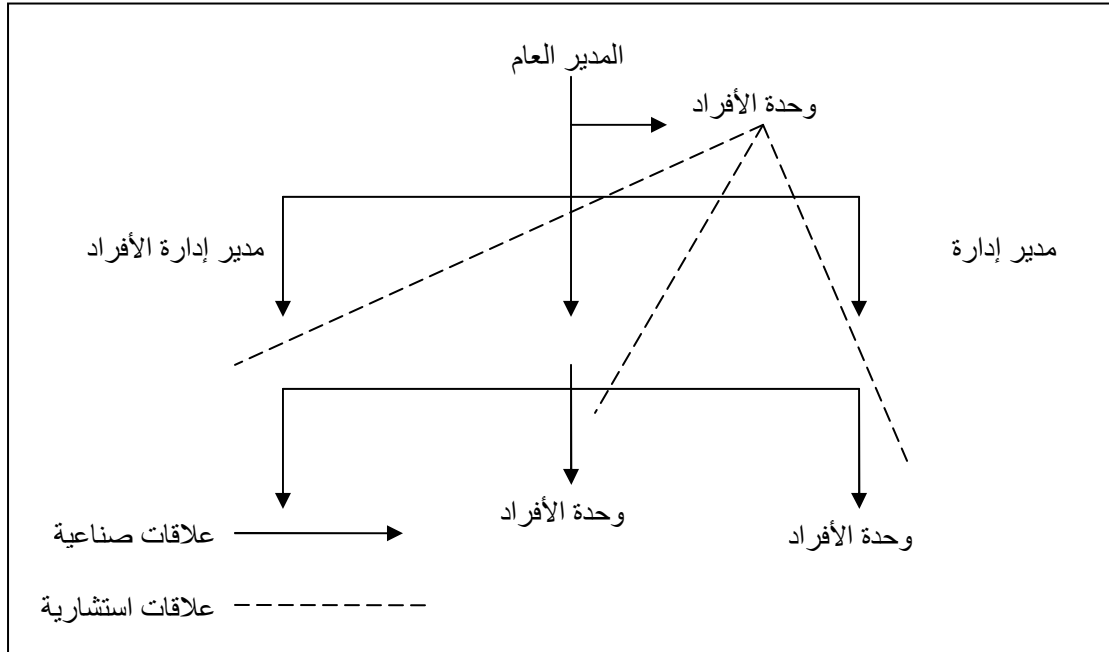 المدير العام
وحدة الأفراد
مدير إدارة
مدير إدارة الأفراد
وحدة الأفراد
وحدة الأفراد
علاقات صناعية
علاقات استشارية